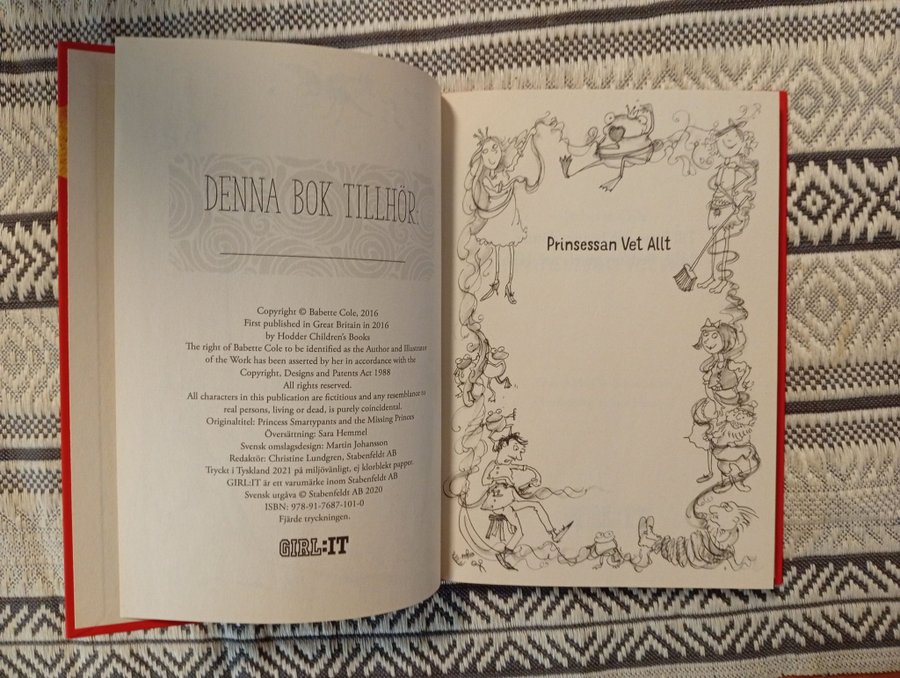 DENNA BOK TILLHÖR:
Copyright © Babette Cole, 2016
First published in Great Britain in 2016
by Hodder Children's Books
The right of Babette Cole to be identified as the Author and Illustrator
of the Work has been asserted by her in accordance with the
Copyright, Designs and Patents Act 1988
All rights reserved.
All characters in this publication are fictitious and any resemblance to
real persons, living or dead, is purely coincidental.
Originaltitel: Princess Smartypants and the Missing Princes
Översättning: Sara Hemmel
Svensk omslagsdesign: Martin Johansson
Redaktör: Christine Lundgren, Stabenfeldt AB
Tryckt i Tyskland 2021 på miljövänligt, ej klorblekt papper.
GIRL:IT är ett varumärke inom Stabenfeldt AB
Svensk utgåva © Stabenfeldt AB 2020
ISBN: 978-91-7687-101-0
Fjärde tryckningen.
GIRL:IT
Prinsessan Vet Allt